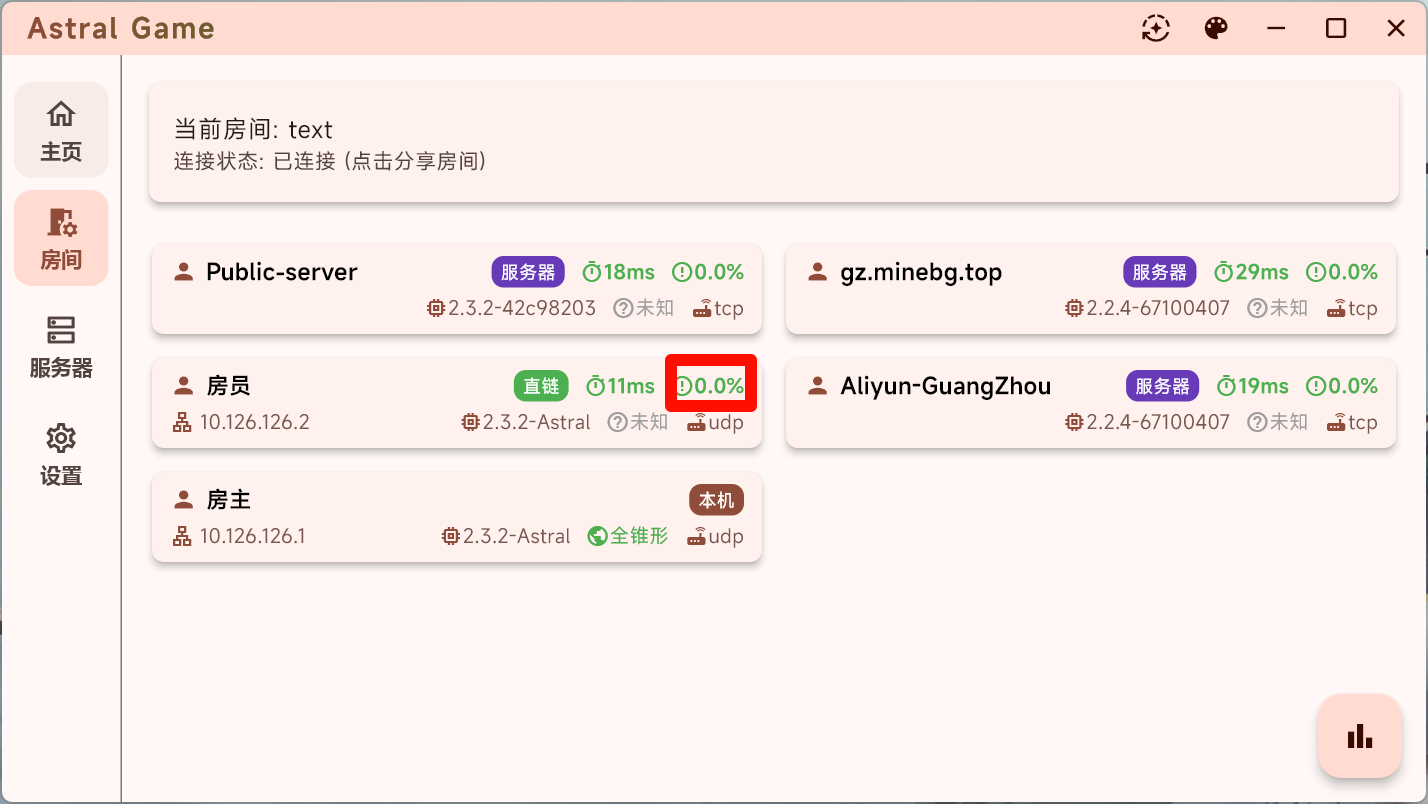 Astral Game
主页
房间
服务器
设置
当前房间: text
连接状态: 已连接 (点击分享房间)
Public-server 服务器 18ms 0.0%
2.3.2-42c98203 未知 tcp
gz.minebg.top 服务器 29ms 0.0%
2.2.4-67100407 未知 tcp
房员 直链 11ms 0.0%
10.126.126.2 2.3.2-Astral 未知 udp
Aliyun-GuangZhou 服务器 19ms 0.0%
2.2.4-67100407 未知 tcp
房主 本机
10.126.126.1 2.3.2-Astral 全锥形 udp